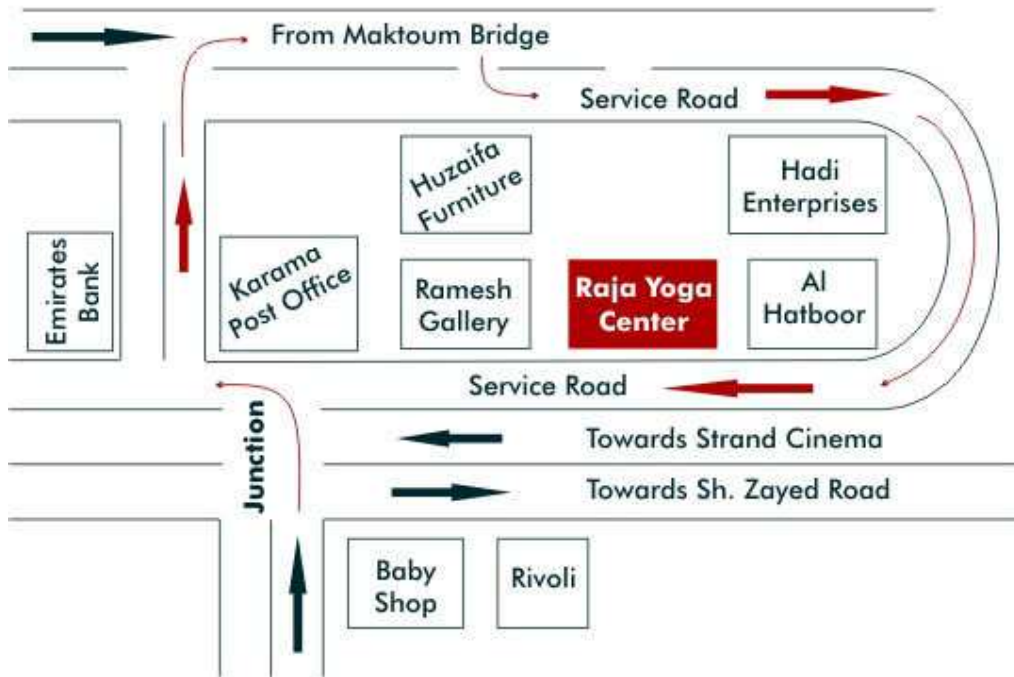 From Maktoum Bridge
Service Road
Huzaifa
Furniture
Hadi
Enterprises
Emirates
Bank
Karama
Post Office
Ramesh
Gallery
Raja Yoga
Center
Al
Hatboor
Service Road
Junction
Towards Strand Cinema
Towards Sh. Zayed Road
Baby
Shop
Rivoli